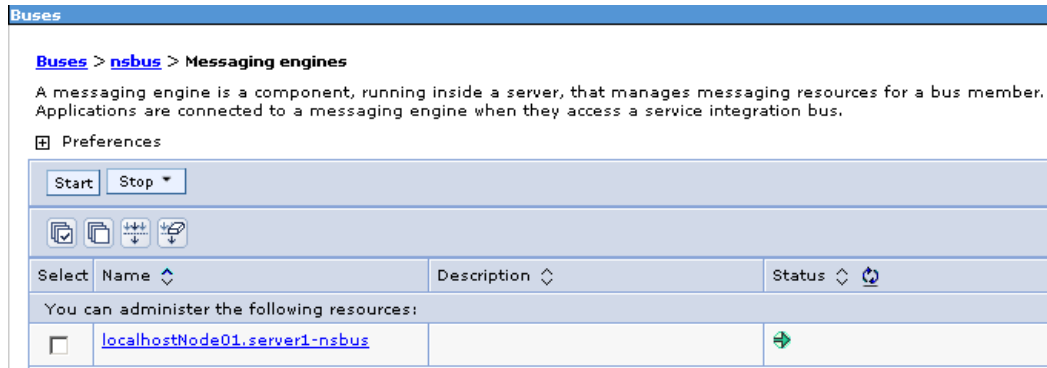 Buses
Buses > nsbus > Messaging engines
A messaging engine is a component, running inside a server, that manages messaging resources for a bus member.
Applications are connected to a messaging engine when they access a service integration bus.
Preferences
Start Stop
Select Name Description Status
You can administer the following resources:
localhostNode01.server1-nsbus